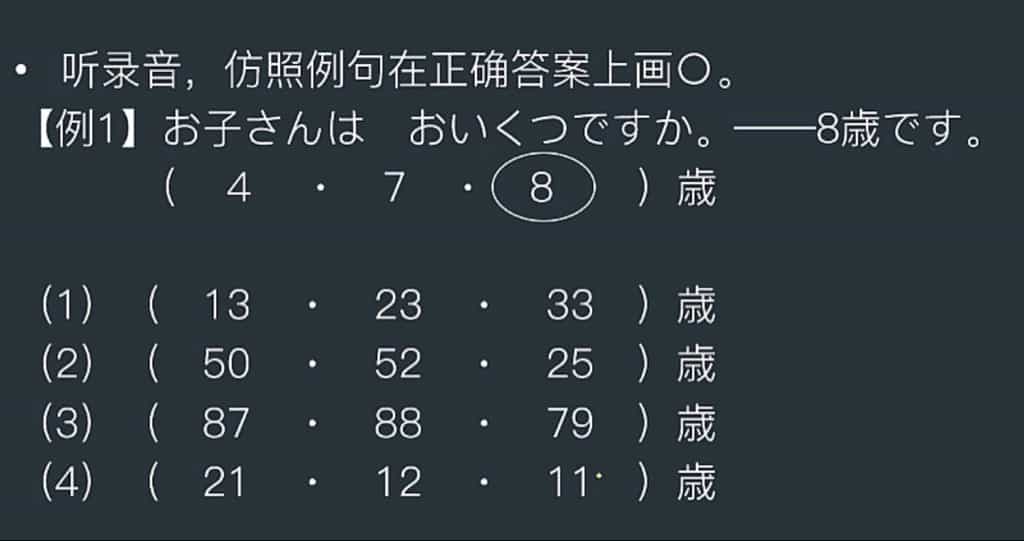 • 听录音，仿照例句在正确答案上画○。
【例1】お子さんは　おいくつですか。——8歳です。
( 4 ・ 7 ・ 8 ) 歳
(1) ( 13 ・ 23 ・ 33 ) 歳
(2) ( 50 ・ 52 ・ 25 ) 歳
(3) ( 87 ・ 88 ・ 79 ) 歳
(4) ( 21 ・ 12 ・ 11 ) 歳